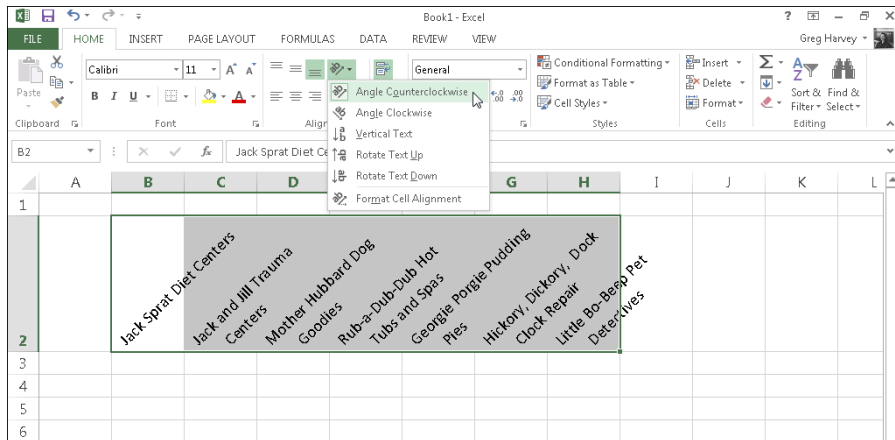 Book1 - Excel
?
FILE HOME INSERT PAGE LAYOUT FORMULAS DATA REVIEW VIEW Greg Harvey
Paste
Clipboard
Calibri 11 A A
B I U A
Font
Alig
General
.00 .00
.0
Conditional Formatting
Format as Table
Cell Styles
Styles
Insert
Delete
Format
Cells
Sort & Filter
Find & Select
Editing
Angle Counterclockwise
Angle Clockwise
Vertical Text
Rotate Text Up
Rotate Text Down
Format Cell Alignment
B2 fx Jack Sprat Diet Ce
A B C D G H I J K L
1
2
Jack Sprat Diet Centers
Jack and Jill Trauma
Centers
Mother Hubbard Dog
Goodies
Rub-a-Dub-Dub Hot
Tubs and Spas
Georgie Porgie Pudding
Pies
Hickory, Dickory, Dock
Clock Repair
Little Bo-Beep Pet
Detectives
3
4
5
6